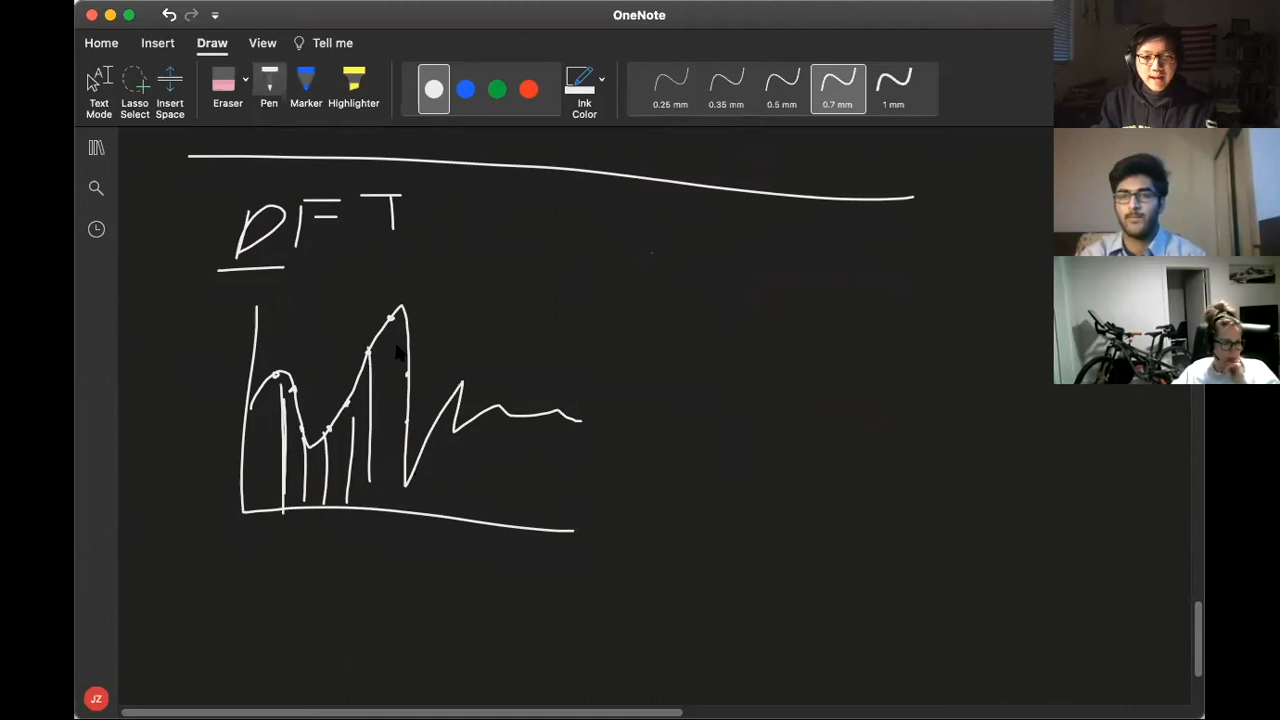 OneNote
Home Insert Draw View Tell me
Text Mode
Lasso Select
Insert Space
Eraser
Pen
Marker
Highlighter
Ink Color
0.25 mm
0.35 mm
0.5 mm
0.7 mm
1 mm
DFT
JZ